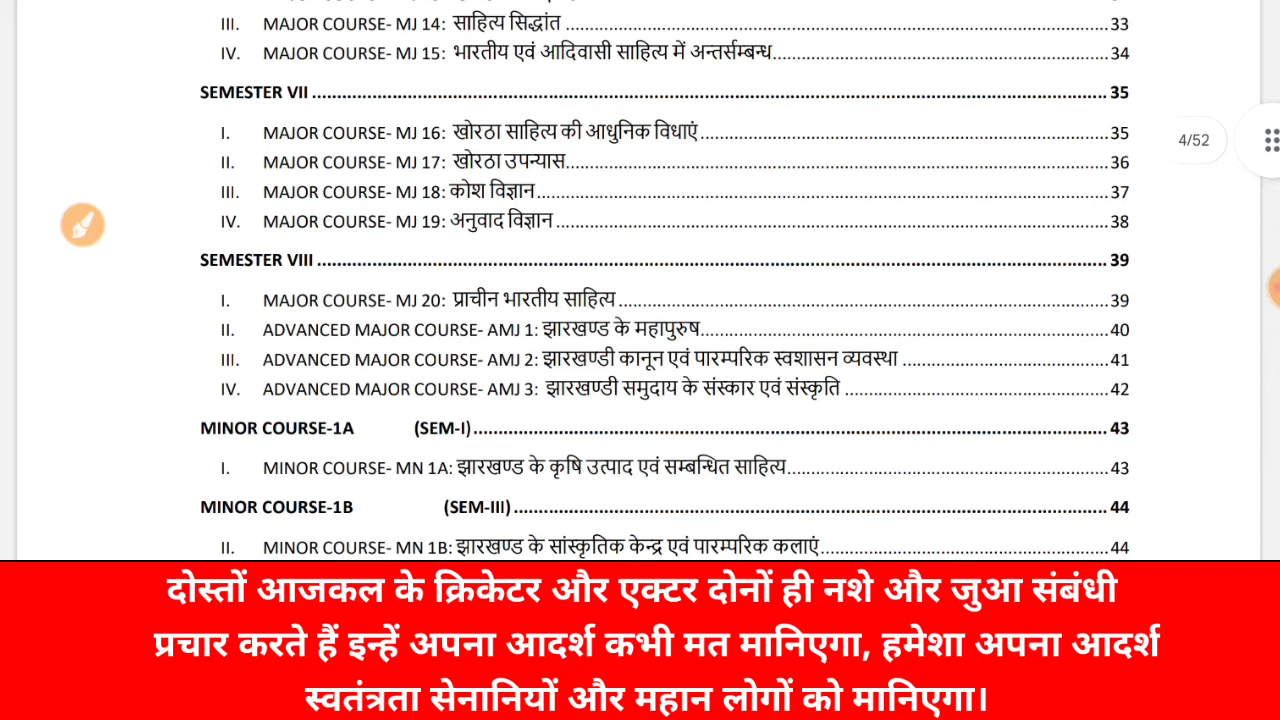 III. MAJOR COURSE- MJ 14: साहित्य सिद्धांत ........ 33
IV. MAJOR COURSE- MJ 15: भारतीय एवं आदिवासी साहित्य में अन्तर्सम्बन्ध ........ 34
SEMESTER VII ........ 35
I. MAJOR COURSE- MJ 16: खोरठा साहित्य की आधुनिक विधाएं ........ 35
4/52
II. MAJOR COURSE- MJ 17: खोरठा उपन्यास ........ 36
III. MAJOR COURSE- MJ 18: कोश विज्ञान ........ 37
IV. MAJOR COURSE- MJ 19: अनुवाद विज्ञान ........ 38
SEMESTER VIII ........ 39
I. MAJOR COURSE- MJ 20: प्राचीन भारतीय साहित्य ........ 39
II. ADVANCED MAJOR COURSE- AMJ 1: झारखण्ड के महापुरुष ........ 40
III. ADVANCED MAJOR COURSE- AMJ 2: झारखण्डी कानून एवं पारम्परिक स्वशासन व्यवस्था ........ 41
IV. ADVANCED MAJOR COURSE- AMJ 3: झारखण्डी समुदाय के संस्कार एवं संस्कृति ........ 42
MINOR COURSE-1A (SEM-I) ........ 43
I. MINOR COURSE- MN 1A: झारखण्ड के कृषि उत्पाद एवं सम्बन्धित साहित्य ........ 43
MINOR COURSE-1B (SEM-III) ........ 44
II. MINOR COURSE- MN 1B: झारखण्ड के सांस्कृतिक केन्द्र एवं पारम्परिक कलाएं ........ 44
दोस्तों आजकल के क्रिकेटर और एक्टर दोनों ही नशे और जुआ संबंधी
प्रचार करते हैं इन्हें अपना आदर्श कभी मत मानिएगा, हमेशा अपना आदर्श
स्वतंत्रता सेनानियों और महान लोगों को मानिएगा।